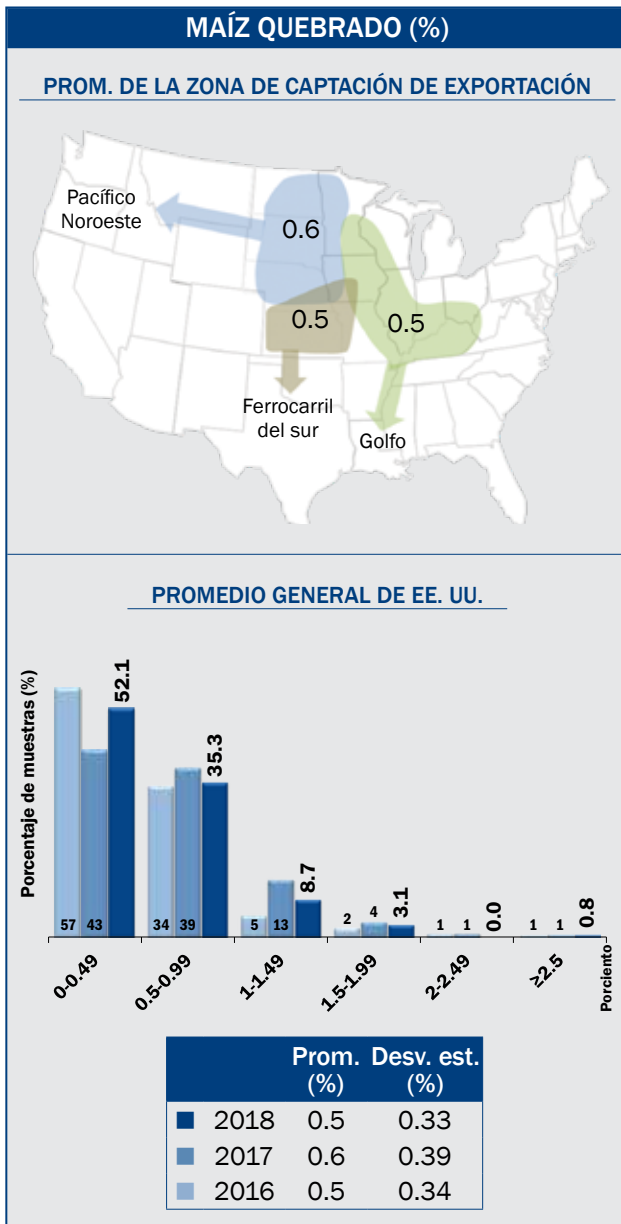 MAÍZ QUEBRADO (%)
PROM. DE LA ZONA DE CAPTACIÓN DE EXPORTACIÓN
Pacífico
Noroeste
0.6
0.5
0.5
Ferrocarril
del sur
Golfo
PROMEDIO GENERAL DE EE. UU.
Porcentaje de muestras (%)
57 43 52.1
34 39 35.3
5 13 8.7
2 4 3.1
1 1 0.0
1 1 0.8
0-0.49 0.5-0.99 1-1.49 1.5-1.99 2-2.49 ≥2.5
Porciento
Prom. Desv. est.
(%) (%)
2018 0.5 0.33
2017 0.6 0.39
2016 0.5 0.34